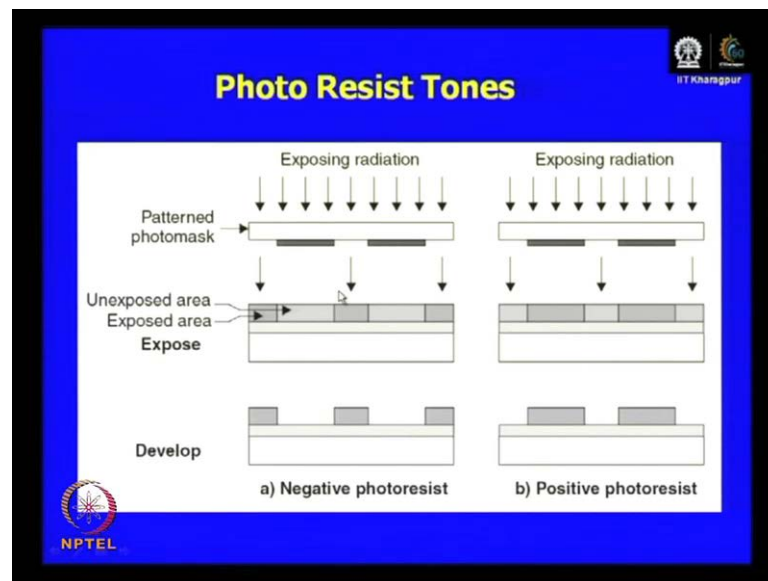 Photo Resist Tones
IIT Kharagpur
Exposing radiation
Exposing radiation
Patterned
photomask
Unexposed area
Exposed area
Expose
Develop
a) Negative photoresist
b) Positive photoresist
NPTEL